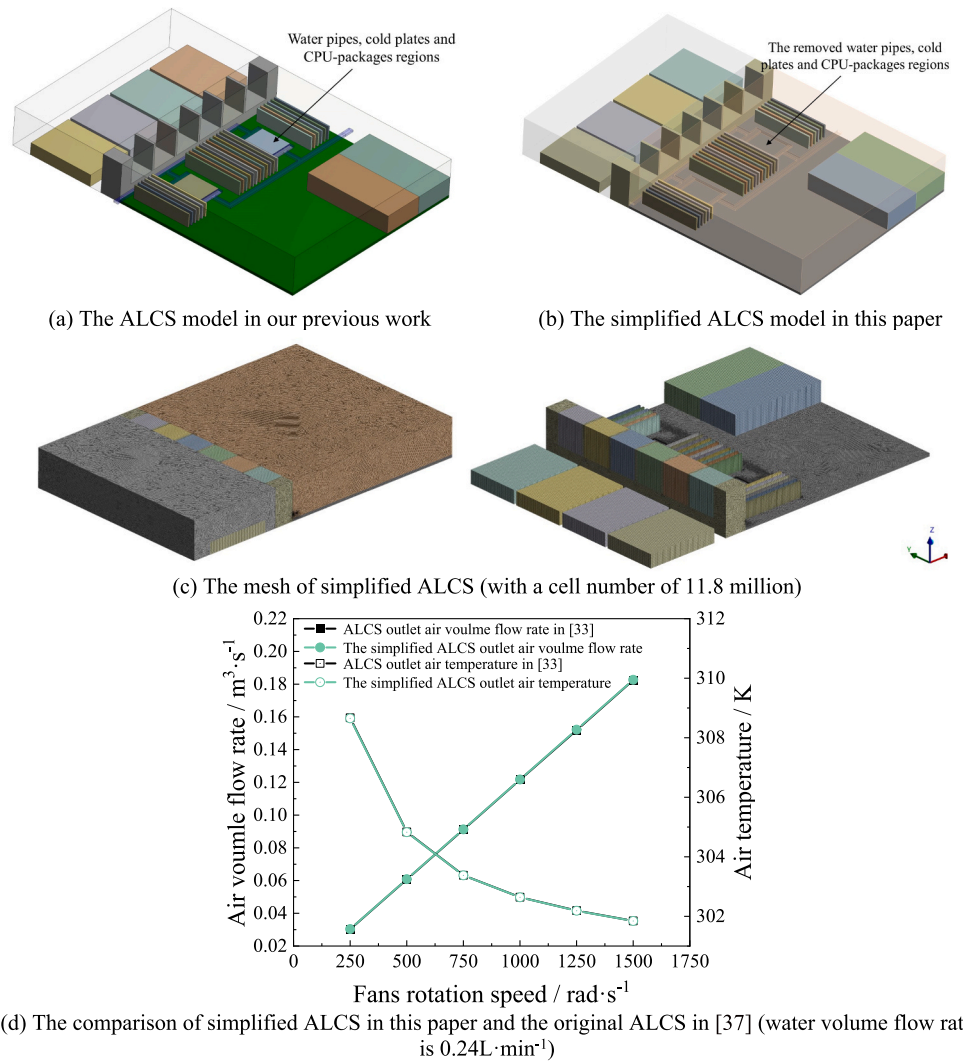 Water pipes, cold plates and
CPU-packages regions
The removed water pipes, cold
plates and CPU-packages regions
(a) The ALCS model in our previous work
(b) The simplified ALCS model in this paper
Z
Y
(c) The mesh of simplified ALCS (with a cell number of 11.8 million)
ALCS outlet air voulme flow rate in [33]
The simplified ALCS outlet air voulme flow rate
ALCS outlet air temperature in [33]
The simplified ALCS outlet air temperature
0.22
0.20
0.18
0.16
0.14
0.12
0.10
0.08
0.06
0.04
0.02
Air voumle flow rate / m³·s⁻¹
312
310
308
306
304
302
Air temperature / K
0 250 500 750 1000 1250 1500 1750
Fans rotation speed / rad·s⁻¹
(d) The comparison of simplified ALCS in this paper and the original ALCS in [37] (water volume flow rat
is 0.24L·min⁻¹)